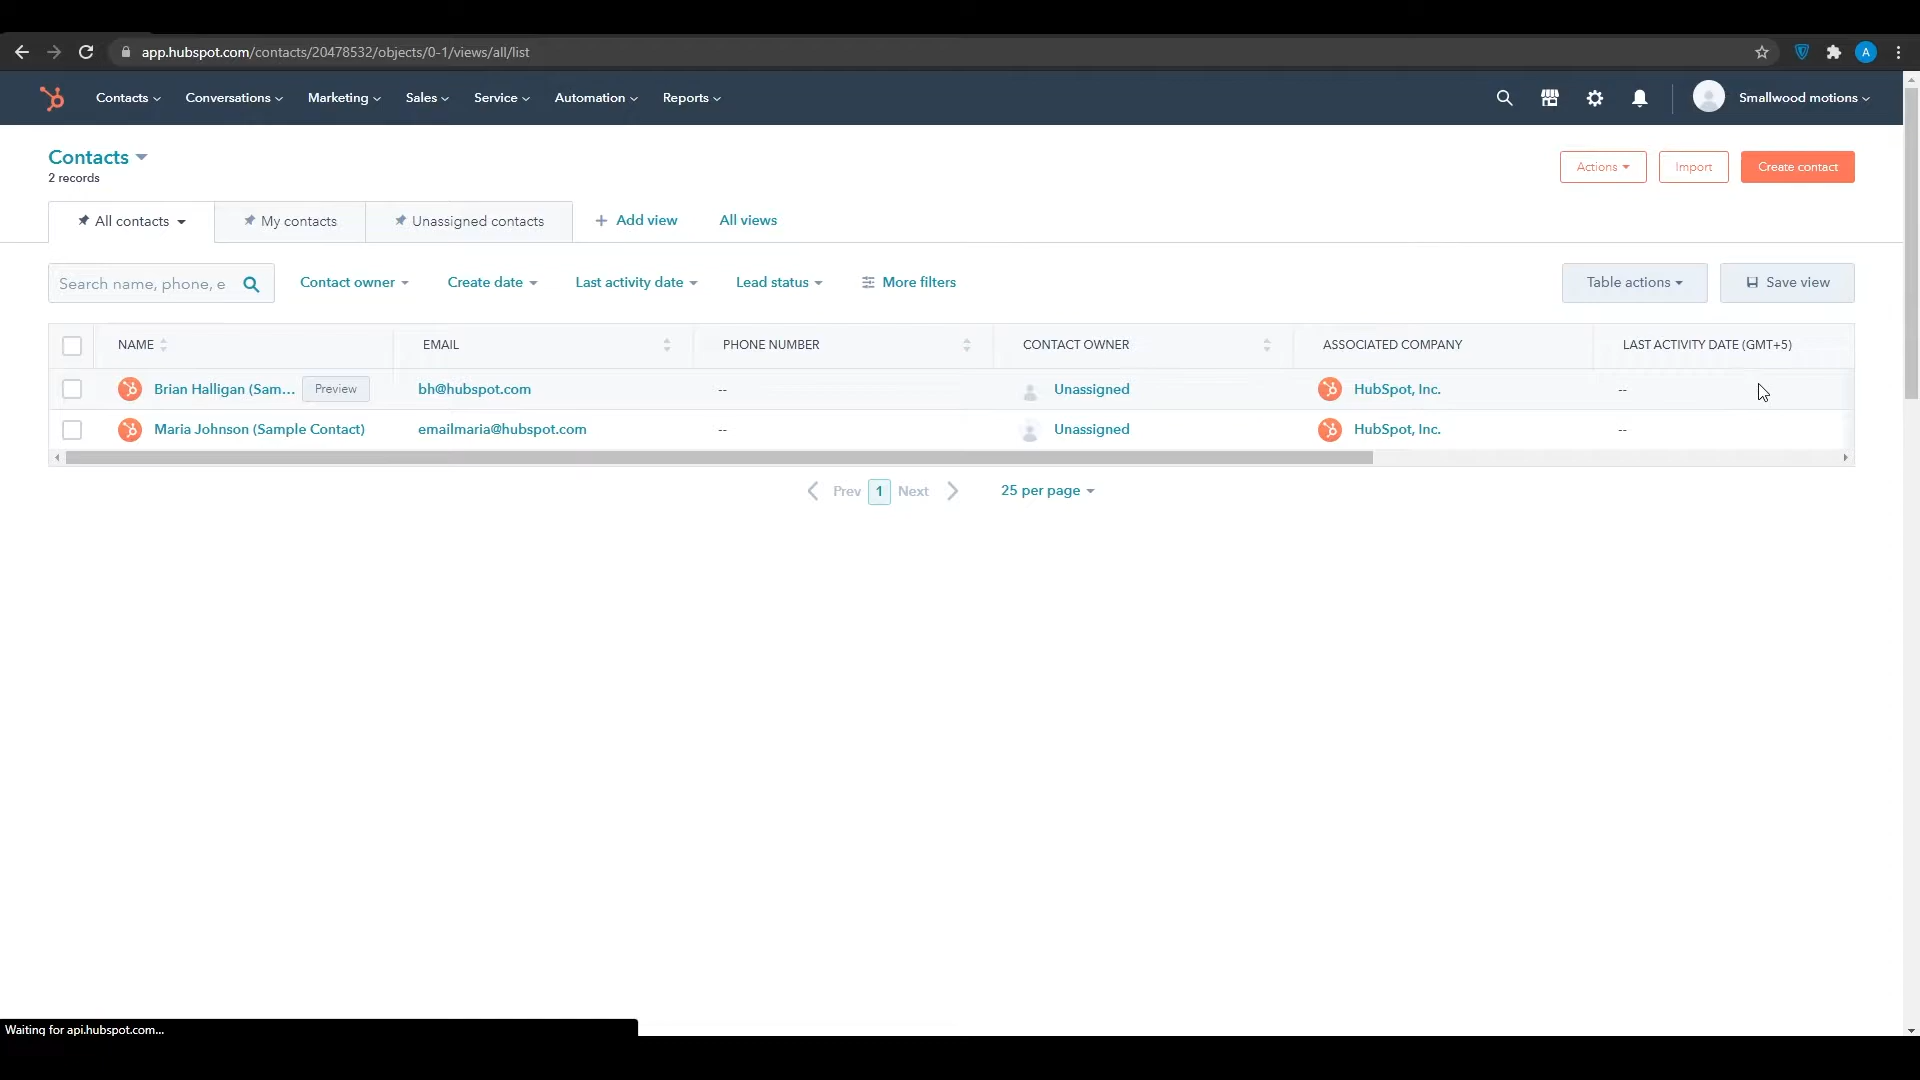 app.hubspot.com/contacts/20478532/objects/0-1/views/all/list
A
Contacts Conversations Marketing Sales Service Automation Reports Smallwood motions
Contacts
2 records
Actions Import Create contact
All contacts My contacts Unassigned contacts + Add view All views
Search name, phone, e Contact owner Create date Last activity date Lead status More filters Table actions Save view
NAME EMAIL PHONE NUMBER CONTACT OWNER ASSOCIATED COMPANY LAST ACTIVITY DATE (GMT+5)
Brian Halligan (Sam... Preview bh@hubspot.com -- Unassigned HubSpot, Inc. --
Maria Johnson (Sample Contact) emailmaria@hubspot.com -- Unassigned HubSpot, Inc. --
Prev 1 Next 25 per page
Waiting for api.hubspot.com...